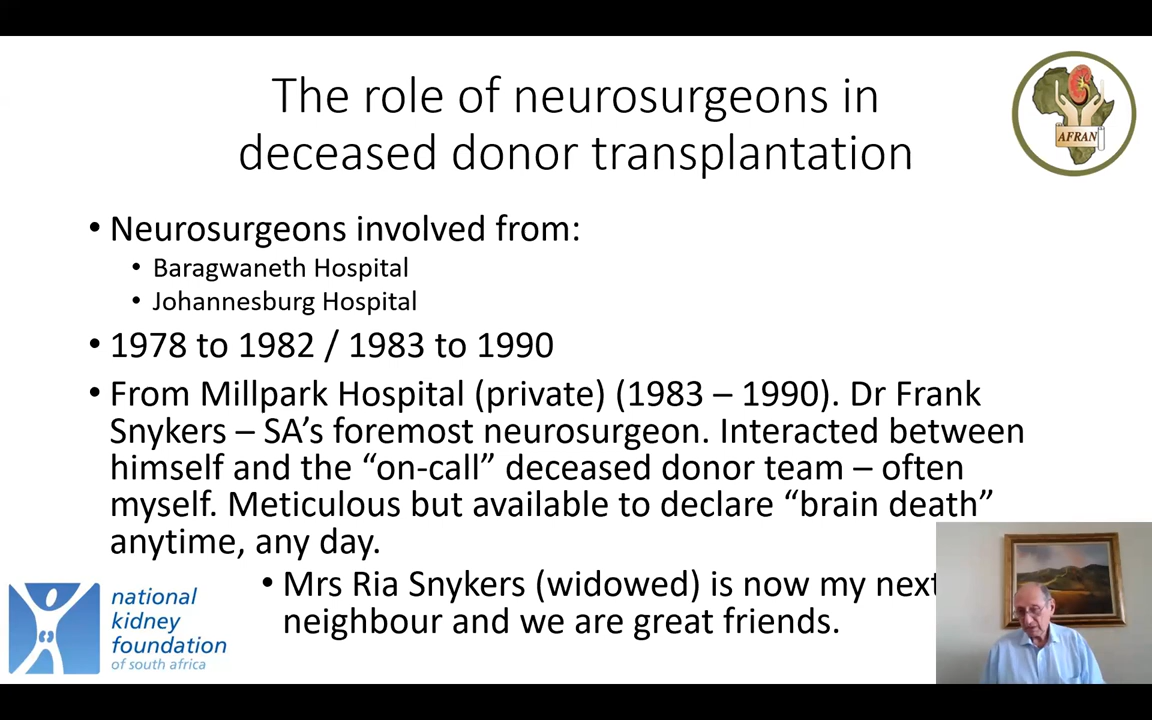 The role of neurosurgeons in
deceased donor transplantation
AFRAN
• Neurosurgeons involved from:
• Baragwaneth Hospital
• Johannesburg Hospital
• 1978 to 1982 / 1983 to 1990
• From Millpark Hospital (private) (1983 – 1990). Dr Frank
Snykers – SA’s foremost neurosurgeon. Interacted between
himself and the “on-call” deceased donor team – often
myself. Meticulous but available to declare “brain death”
anytime, any day.
• Mrs Ria Snykers (widowed) is now my next
neighbour and we are great friends.
national
kidney
foundation
of south africa